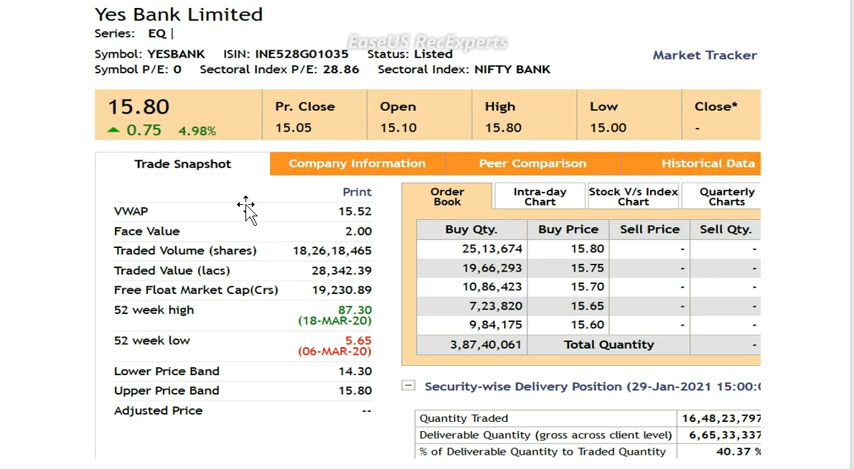 Yes Bank Limited
Series: EQ |
EaseUS RecExperts
Symbol: YESBANK ISIN: INE528G01035 Status: Listed
Market Tracker
Symbol P/E: 0 Sectoral Index P/E: 28.86 Sectoral Index: NIFTY BANK
15.80 Pr. Close Open High Low Close*
0.75 4.98% 15.05 15.10 15.80 15.00 -
Trade Snapshot Company Information Peer Comparison Historical Data
Print
VWAP 15.52
Face Value 2.00
Traded Volume (shares) 18,26,18,465
Traded Value (lacs) 28,342.39
Free Float Market Cap(Crs) 19,230.89
52 week high 87.30
(18-MAR-20)
52 week low 5.65
(06-MAR-20)
Lower Price Band 14.30
Upper Price Band 15.80
Adjusted Price --
Order Book Intra-day Chart Stock V/s Index Chart Quarterly Charts
Buy Qty. Buy Price Sell Price Sell Qty.
25,13,674 15.80 - -
19,66,293 15.75 - -
10,86,423 15.70 - -
7,23,820 15.65 - -
9,84,175 15.60 - -
3,87,40,061 Total Quantity -
Security-wise Delivery Position (29-Jan-2021 15:00:0
Quantity Traded 16,48,23,797
Deliverable Quantity (gross across client level) 6,65,33,337
% of Deliverable Quantity to Traded Quantity 40.37 %